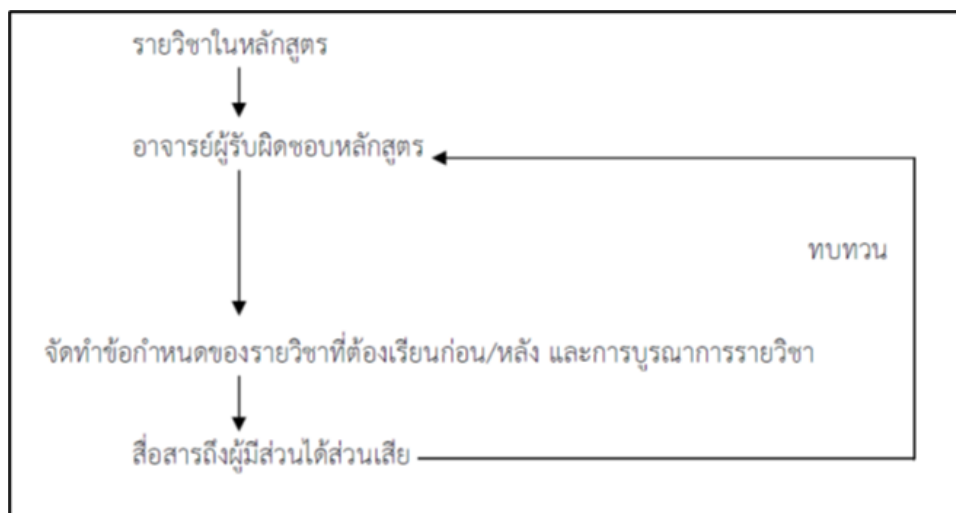 รายวิชาในหลักสูตร
อาจารย์ผู้รับผิดชอบหลักสูตร
ทบทวน
จัดทำข้อกำหนดของรายวิชาที่ต้องเรียนก่อน/หลัง และการบูรณาการรายวิชา
สื่อสารถึงผู้มีส่วนได้ส่วนเสีย